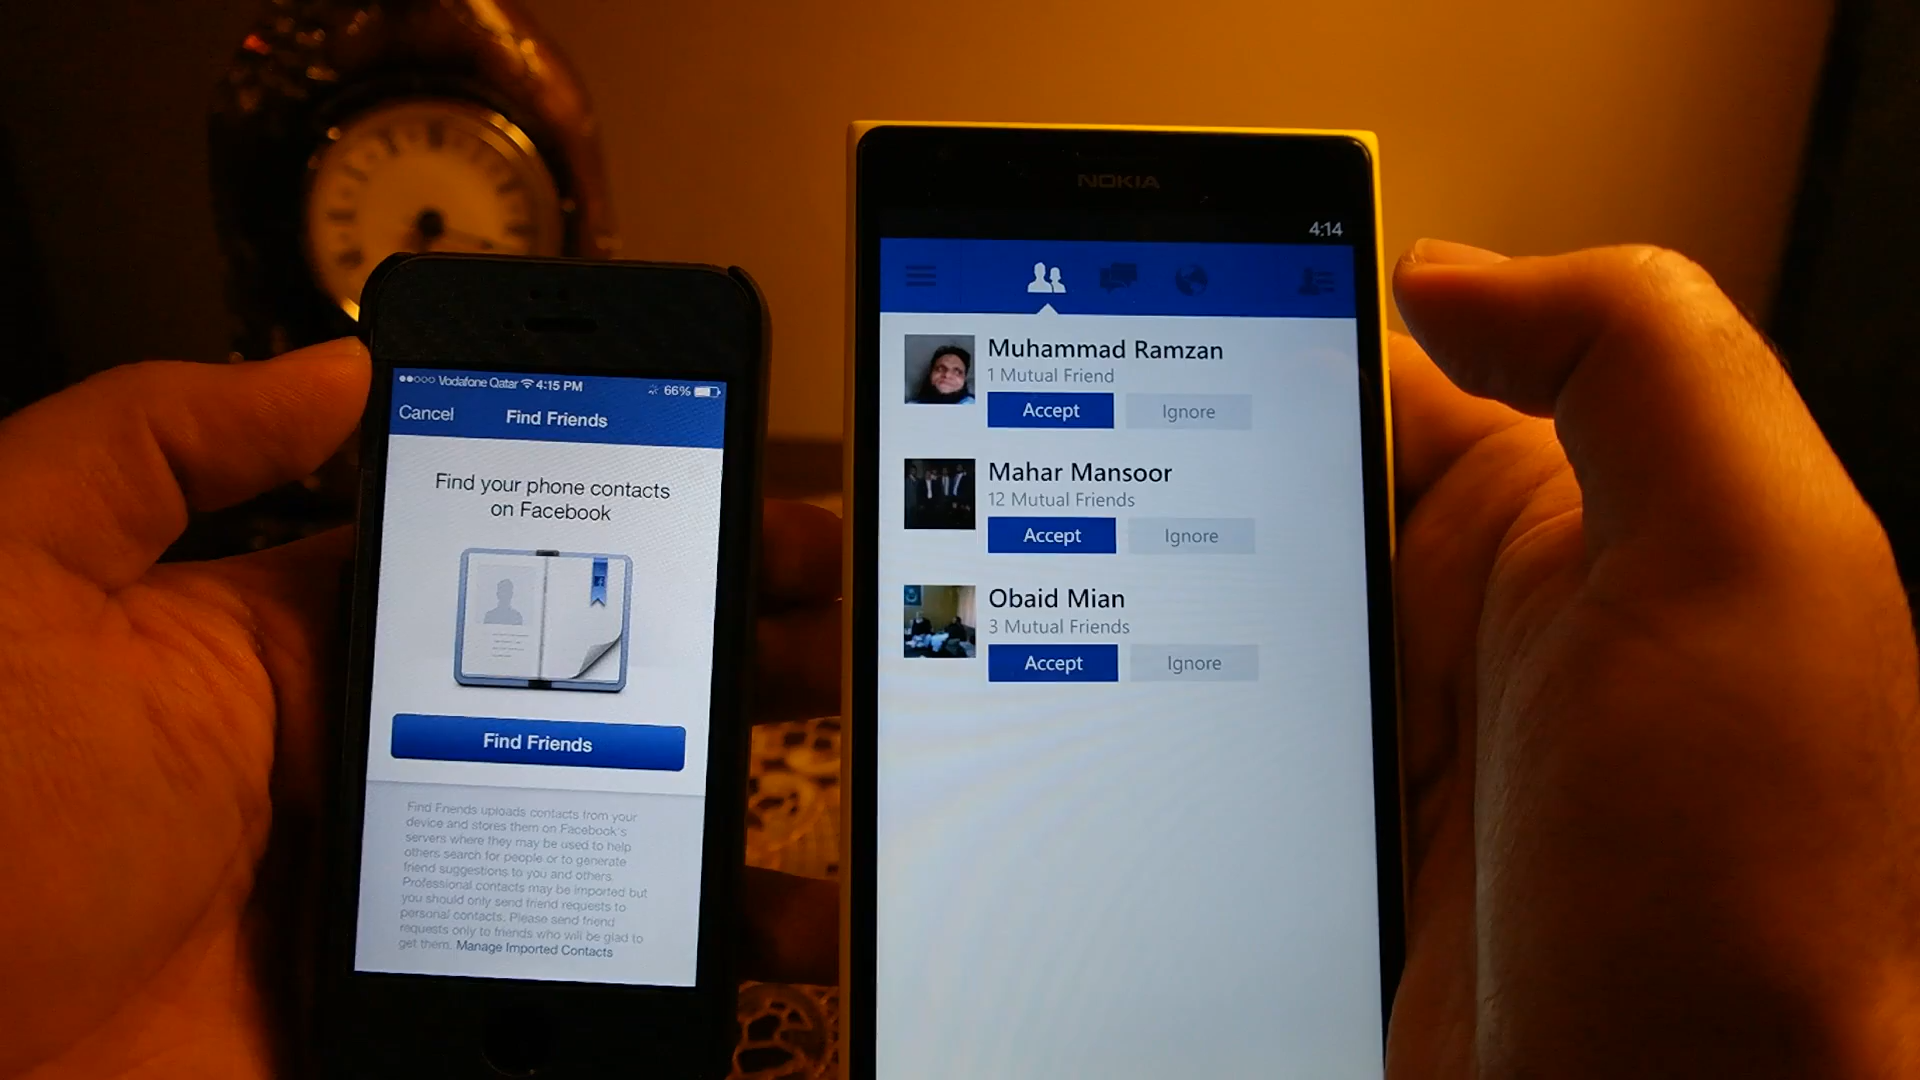 Vodafone Qatar 4:15 PM 66%
Cancel Find Friends
Find your phone contacts
on Facebook
Find Friends
Find Friends uploads contacts from your
device and stores them on Facebook's
servers where they may be used to help
others search for people or to generate
friend suggestions to you and others.
Professional contacts may be imported but
you should only send friend requests to
personal contacts. Please send friend
requests only to friends who will be glad to
get them. Manage Imported Contacts
NOKIA
4:14
Muhammad Ramzan
1 Mutual Friend
Accept Ignore
Mahar Mansoor
12 Mutual Friends
Accept Ignore
Obaid Mian
3 Mutual Friends
Accept Ignore